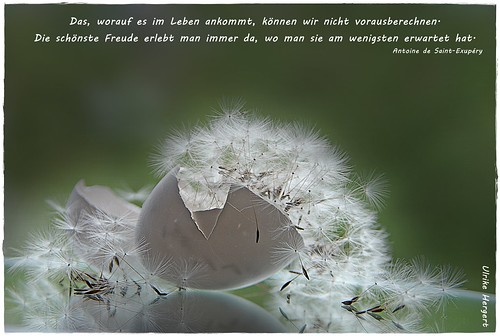 Das, worauf es im Leben ankommt, können wir nicht vorausberechnen.
Die schönste Freude erlebt man immer da, wo man sie am wenigsten erwartet hat.
Antoine de Saint-Exupéry
Ulrike Hergert